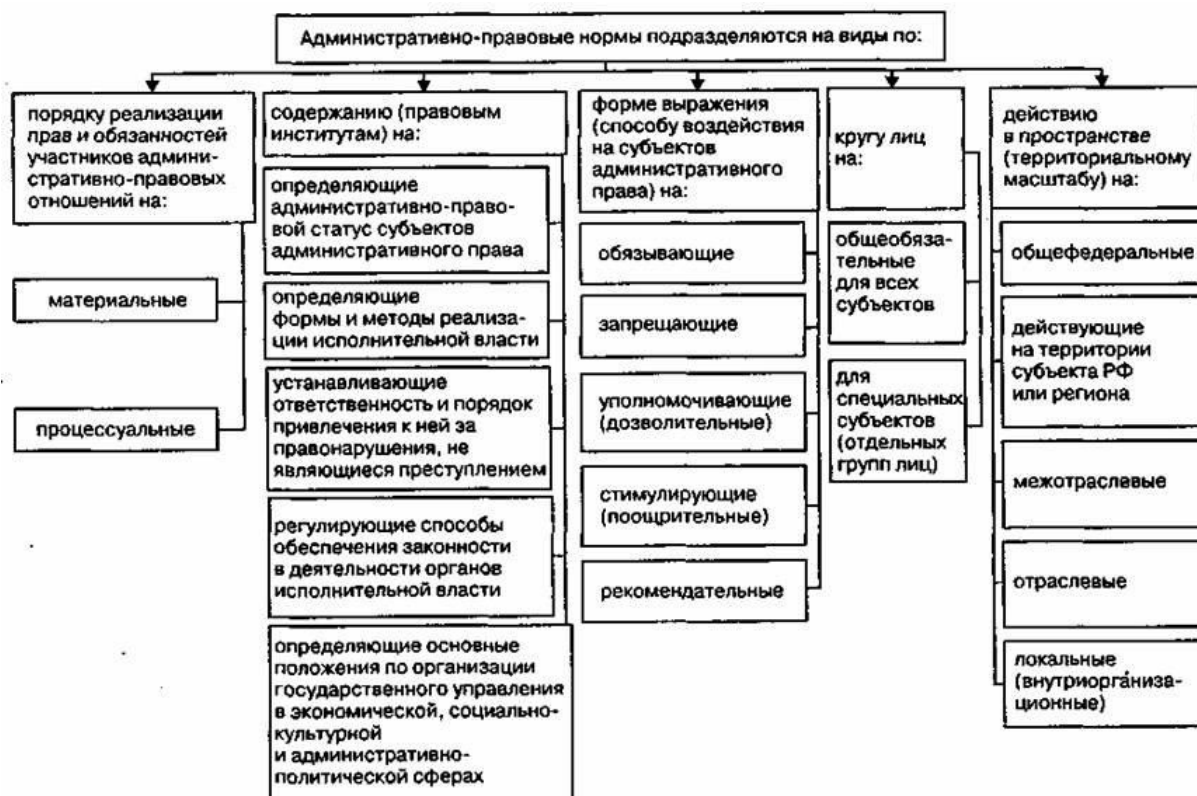 Административно-правовые нормы подразделяются на виды по:
порядку реализации
прав и обязанностей
участников админи-
стративно-правовых
отношений на:
материальные
процессуальные
содержанию (правовым
институтам) на:
определяющие
административно-право-
вой статус субъектов
административного права
определяющие
формы и методы реализа-
ции исполнительной власти
устанавливающие
ответственность и порядок
привлечения к ней за
правонарушения, не
являющиеся преступлением
регулирующие способы
обеспечения законности
в деятельности органов
исполнительной власти
определяющие основные
положения по организации
государственного управления
в экономической, социально-
культурной
и административно-
политической сферах
форме выражения
(способу воздействия
на субъектов
административного
права) на:
обязывающие
запрещающие
уполномочивающие
(дозволительные)
стимулирующие
(поощрительные)
рекомендательные
кругу лиц
на:
общеобяза-
тельные
для всех
субъектов
для
специальных
субъектов
(отдельных
групп лиц)
действию
в пространстве
(территориальному
масштабу) на:
общефедеральные
действующие
на территории
субъекта РФ
или региона
межотраслевые
отраслевые
локальные
(внутриорганиза-
ционные)